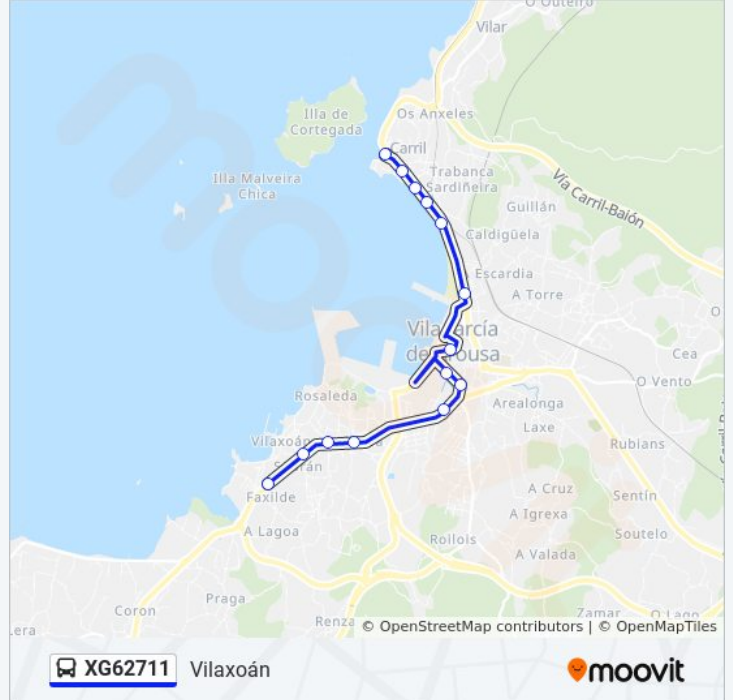 O Outeiro
Vilar
Illa de
Cortegada
Os Anxeles
Carril
Trabanca
Sardiñeira
Illa Malveira
Chica
Vía Carril-Baión
Guillán
Caldigüela
Escardia
A Torre
Vilagarcía
de Arousa
Cea
O Vento
Rosaleda
Arealonga
Laxe
Vilaxoán
Rubians
Faxilde
A Cruz
Sentín
A Igrexa
A Lagoa
Roilois
Soutelo
A Valada
Praga
Coron
Renza
Zamar
O Lago
© OpenStreetMap contributors | © OpenMapTiles
XG62711
Vilaxoán
moovit